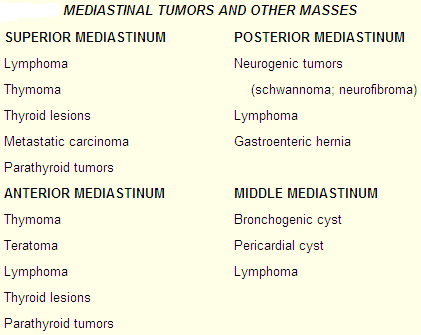 MEDIASTINAL TUMORS AND OTHER MASSES
SUPERIOR MEDIASTINUM
Lymphoma
Thymoma
Thyroid lesions
Metastatic carcinoma
Parathyroid tumors
POSTERIOR MEDIASTINUM
Neurogenic tumors
(schwannoma; neurofibroma)
Lymphoma
Gastoenteric hernia
ANTERIOR MEDIASTINUM
Thymoma
Teratoma
Lymphoma
Thyroid lesions
Parathyroid tumors
MIDDLE MEDIASTINUM
Bronchogenic cyst
Pericardial cyst
Lymphoma